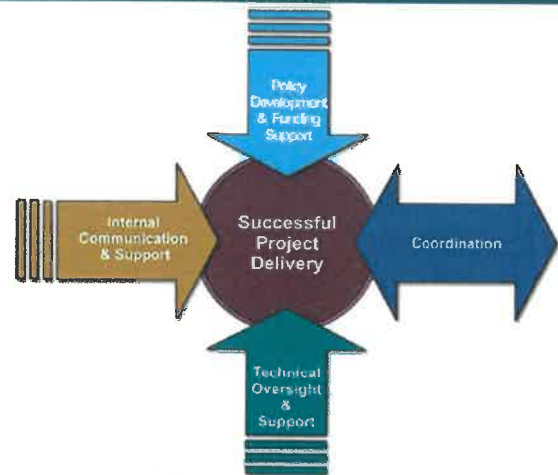 Policy
Development
& Funding
Support
Internal
Communication
& Support
Successful
Project
Delivery
Coordination
Technical
Oversight
&
Support